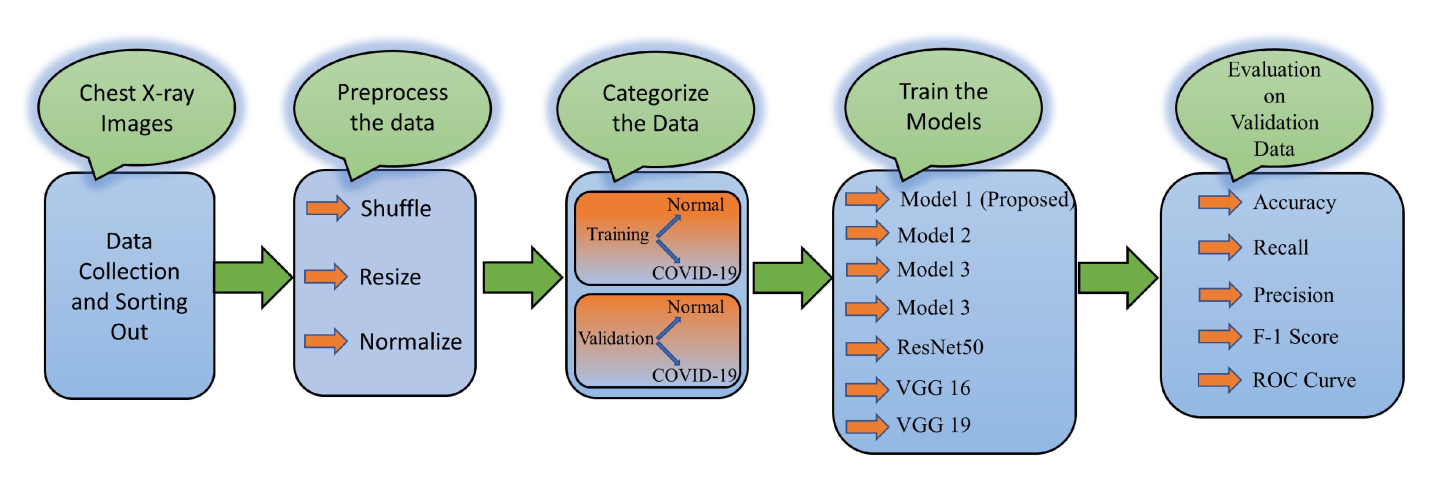 Chest X-ray
Images
Data
Collection
and Sorting
Out
Preprocess
the data
Shuffle
Resize
Normalize
Categorize
the Data
Normal
Training
COVID-19
Normal
Validation
COVID-19
Train the
Models
Model 1 (Proposed)
Model 2
Model 3
Model 3
ResNet50
VGG 16
VGG 19
Evaluation
on
Validation
Data
Accuracy
Recall
Precision
F-1 Score
ROC Curve